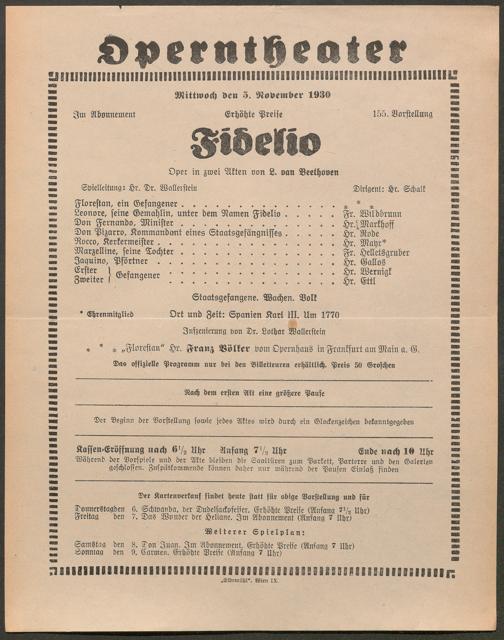 Operntheater
Mittwoch den 5. November 1930
Im Abonnement Erhöhte Preise 155. Vorstellung
Fidelio
Oper in zwei Akten von L. van Beethoven
Spielleitung: Hr. Dr. Wallerstein Dirigent: Hr. Schalk
Florestan, ein Gefangener . . . . . . . . . . . . . * * *
Leonore, seine Gemahlin, unter dem Namen Fidelio . . . . . Fr. Wildbrunn
Don Fernando, Minister . . . . . . . . . . . . . Hr. Markhoff
Don Pizarro, Kommandant eines Staatsgefängnisses . . . . . Hr. Rode
Rocco, Kerkermeister . . . . . . . . . . . . . . Hr. Mayr*
Marzelline, seine Tochter . . . . . . . . . . . . Fr. Helletsgruber
Jaquino, Pförtner . . . . . . . . . . . . . . . Hr. Gallos
Erster } Gefangener . . . . . . . . . . . . . Hr. Wernigk
Zweiter } Hr. Ettl
Staatsgefangene. Wachen. Volk
* Ehrenmitglied Ort und Zeit: Spanien Karl III. Um 1770
Inszenierung von Dr. Lothar Wallerstein
* * * „Florestan“ Hr. Franz Völker vom Opernhaus in Frankfurt am Main a. G.
Das offizielle Programm nur bei den Billetteuren erhältlich. Preis 50 Groschen
Nach dem ersten Akt eine größere Pause
Der Beginn der Vorstellung sowie jedes Aktes wird durch ein Glockenzeichen bekanntgegeben
Kassen-Eröffnung nach 6½ Uhr Anfang 7½ Uhr Ende nach 10 Uhr
Während der Vorspiele und der Akte bleiben die Saaltüren zum Parkett, Parterre und den Galerien
geschlossen. Zuspätkommende können daher nur während der Pausen Einlaß finden
Der Kartenverkauf findet heute statt für obige Vorstellung und für
Donnerstag den 6. Schwanda, der Dudelsackpfeifer. Erhöhte Preise (Anfang 7½ Uhr)
Freitag den 7. Das Wunder der Heliane. Im Abonnement (Anfang 7 Uhr)
Weiterer Spielplan:
Samstag den 8. Don Juan. Im Abonnement, Erhöhte Preise (Anfang 7 Uhr)
Sonntag den 9. Carmen. Erhöhte Preise (Anfang 7 Uhr)
„Elbemühl“, Wien IX.